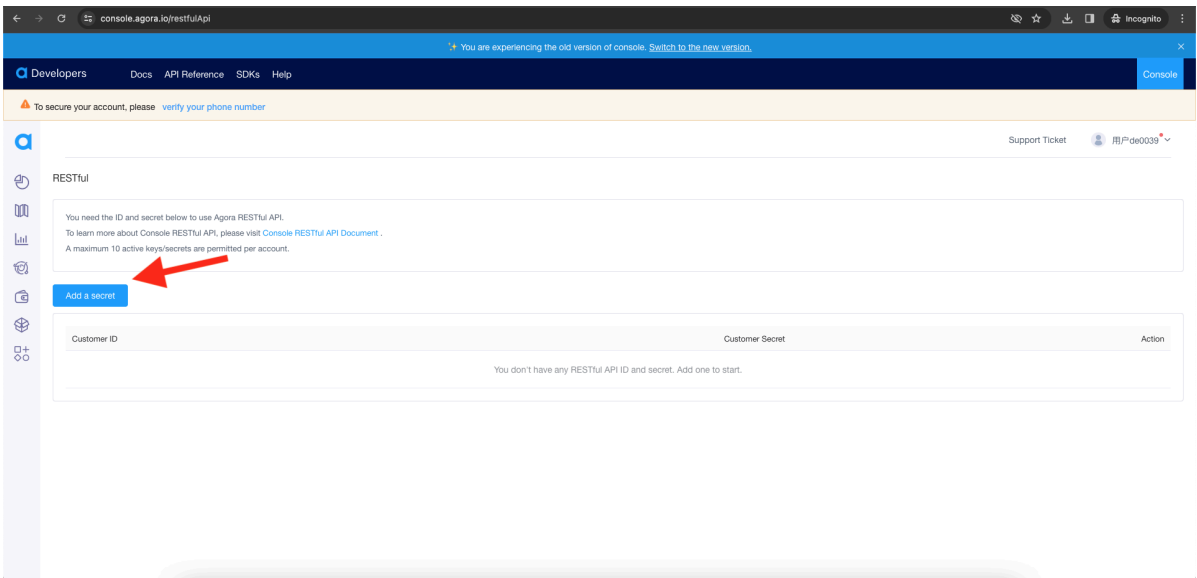 console.agora.io/restfulApi
Incognito
✨ You are experiencing the old version of console. Switch to the new version.
Developers Docs API Reference SDKs Help Console
To secure your account, please verify your phone number
Support Ticket 用户de0039
RESTful
You need the ID and secret below to use Agora RESTful API.
To learn more about Console RESTful API, please visit Console RESTful API Document .
A maximum 10 active keys/secrets are permitted per account.
Add a secret
Customer ID Customer Secret Action
You don't have any RESTful API ID and secret. Add one to start.